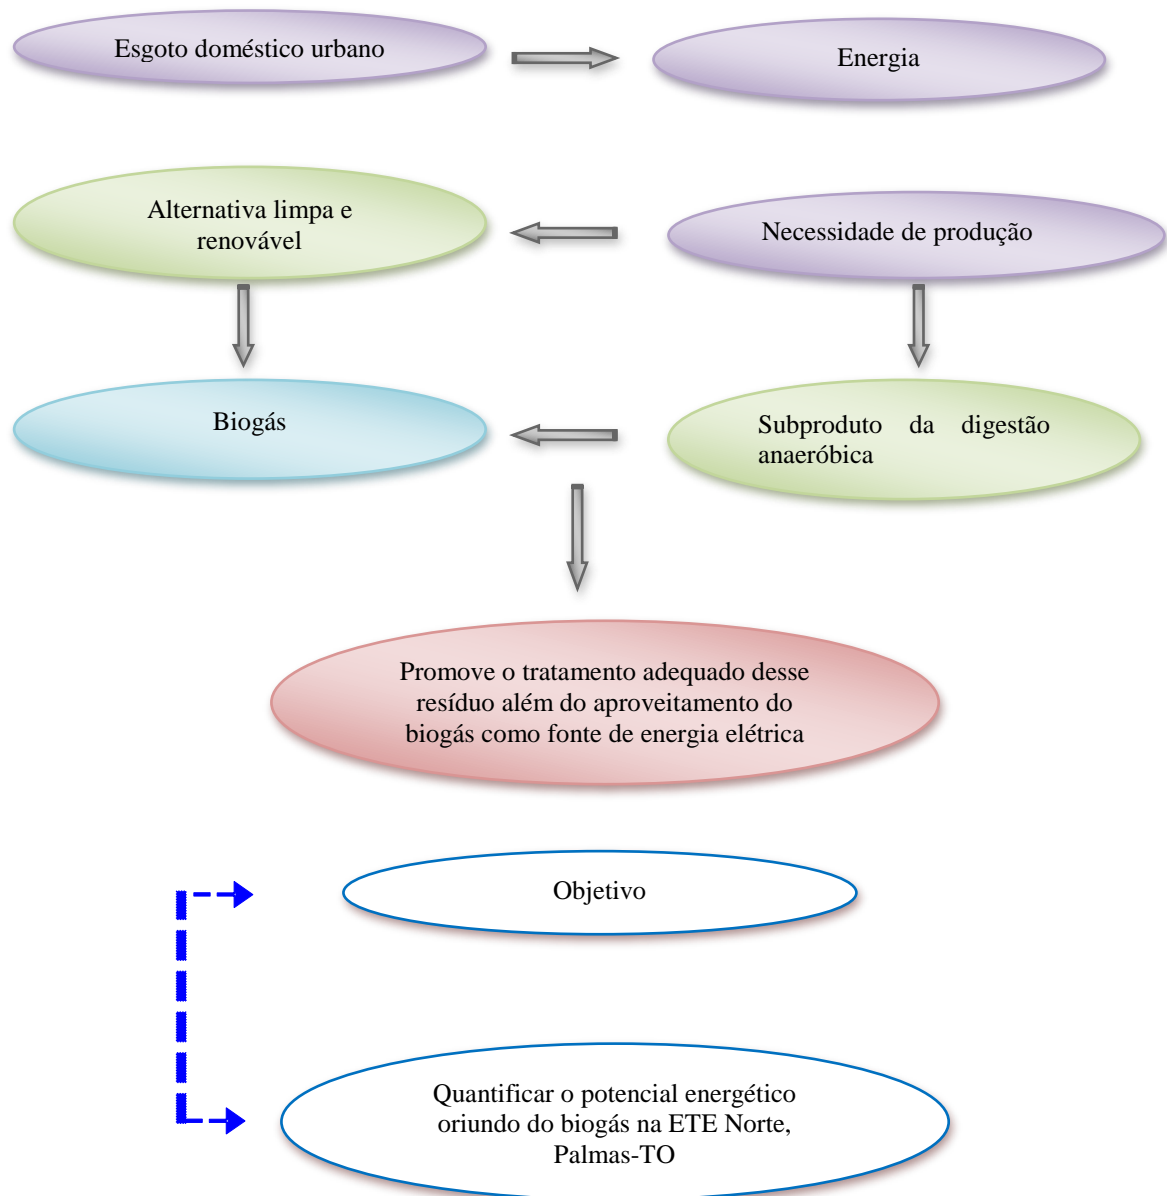 Esgoto doméstico urbano
Energia
Alternativa limpa e
renovável
Necessidade de produção
Biogás
Subproduto da digestão
anaeróbica
Promove o tratamento adequado desse
resíduo além do aproveitamento do
biogás como fonte de energia elétrica
Objetivo
Quantificar o potencial energético
oriundo do biogás na ETE Norte,
Palmas-TO